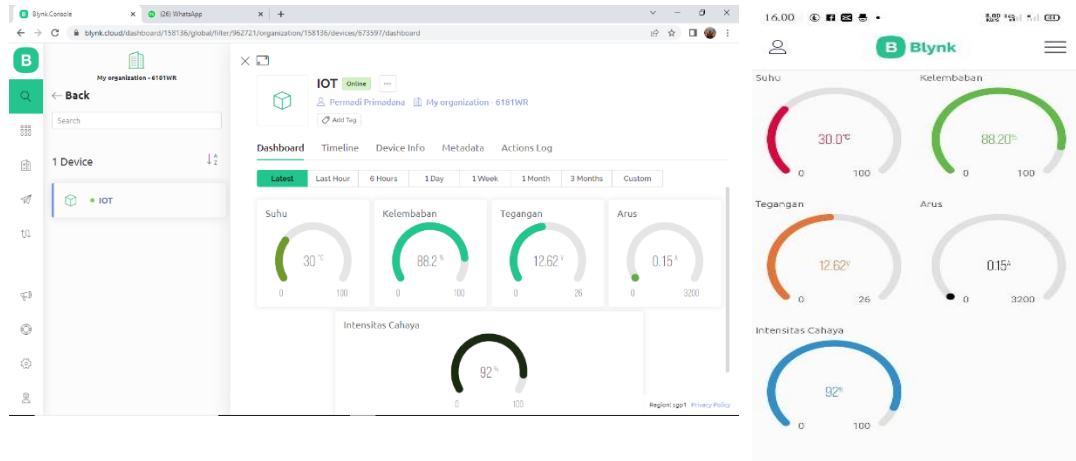 Blynk.Console
(26) WhatsApp
blynk.cloud/dashboard/158136/global/filter/962721/organization/158136/devices/673597/dashboard
B
My organization - 6181WR
Back
Search
1 Device
IOT
IOT Online
Permadi Primadana My organization - 6181WR
Add Tag
Dashboard Timeline Device Info Metadata Actions Log
Latest Last Hour 6 Hours 1 Day 1 Week 1 Month 3 Months Custom
Suhu Kelembaban Tegangan Arus
30 °C 88.2 % 12.62 V 0.15 A
0 100 0 100 0 26 0 3200
Intensitas Cahaya
92 %
0 100
Region: sgp1 Privacy Policy
16.00
B Blynk
Suhu Kelembaban
30.0°C 88.20%
0 100 0 100
Tegangan Arus
12.62V 0.15A
0 26 0 3200
Intensitas Cahaya
92%
0 100